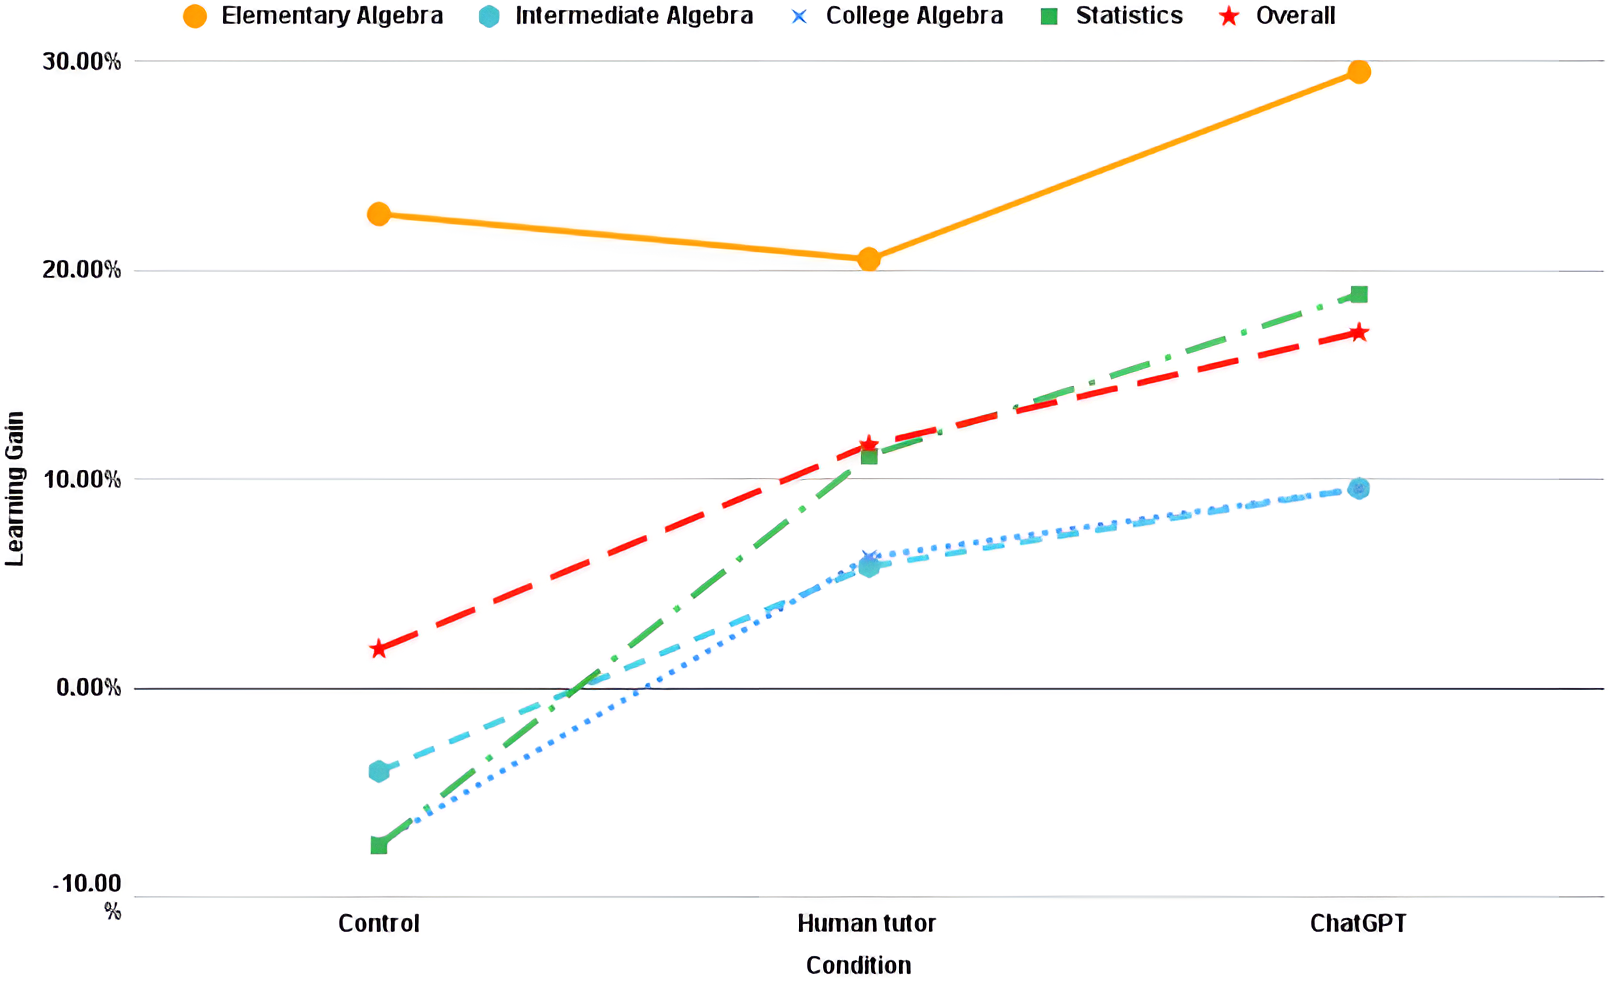 Elementary Algebra Intermediate Algebra College Algebra Statistics Overall
30.00%
20.00%
10.00%
0.00%
-10.00
%
Learning Gain
Control Human tutor ChatGPT
Condition